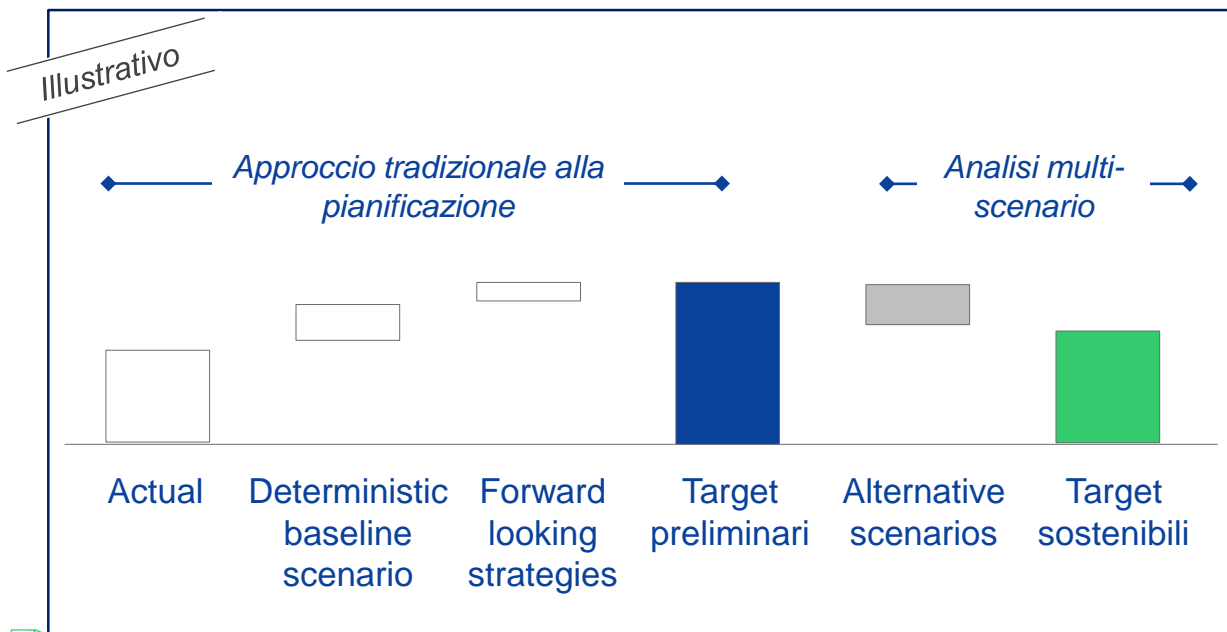 Illustrativo
Approccio tradizionale alla
pianificazione
Analisi multi-
scenario
Actual
Deterministic
baseline
scenario
Forward
looking
strategies
Target
preliminari
Alternative
scenarios
Target
sostenibili